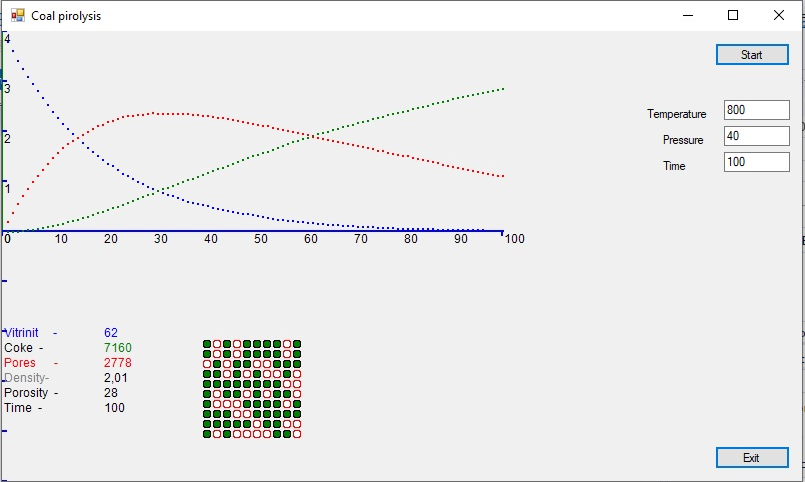 Coal pirolysis
Start
4
3
2
1
0 10 20 30 40 50 60 70 80 90 100
Temperature 800
Pressure 40
Time 100
Vitrinit - 62
Coke - 7160
Pores - 2778
Density- 2,01
Porosity - 28
Time - 100
Exit